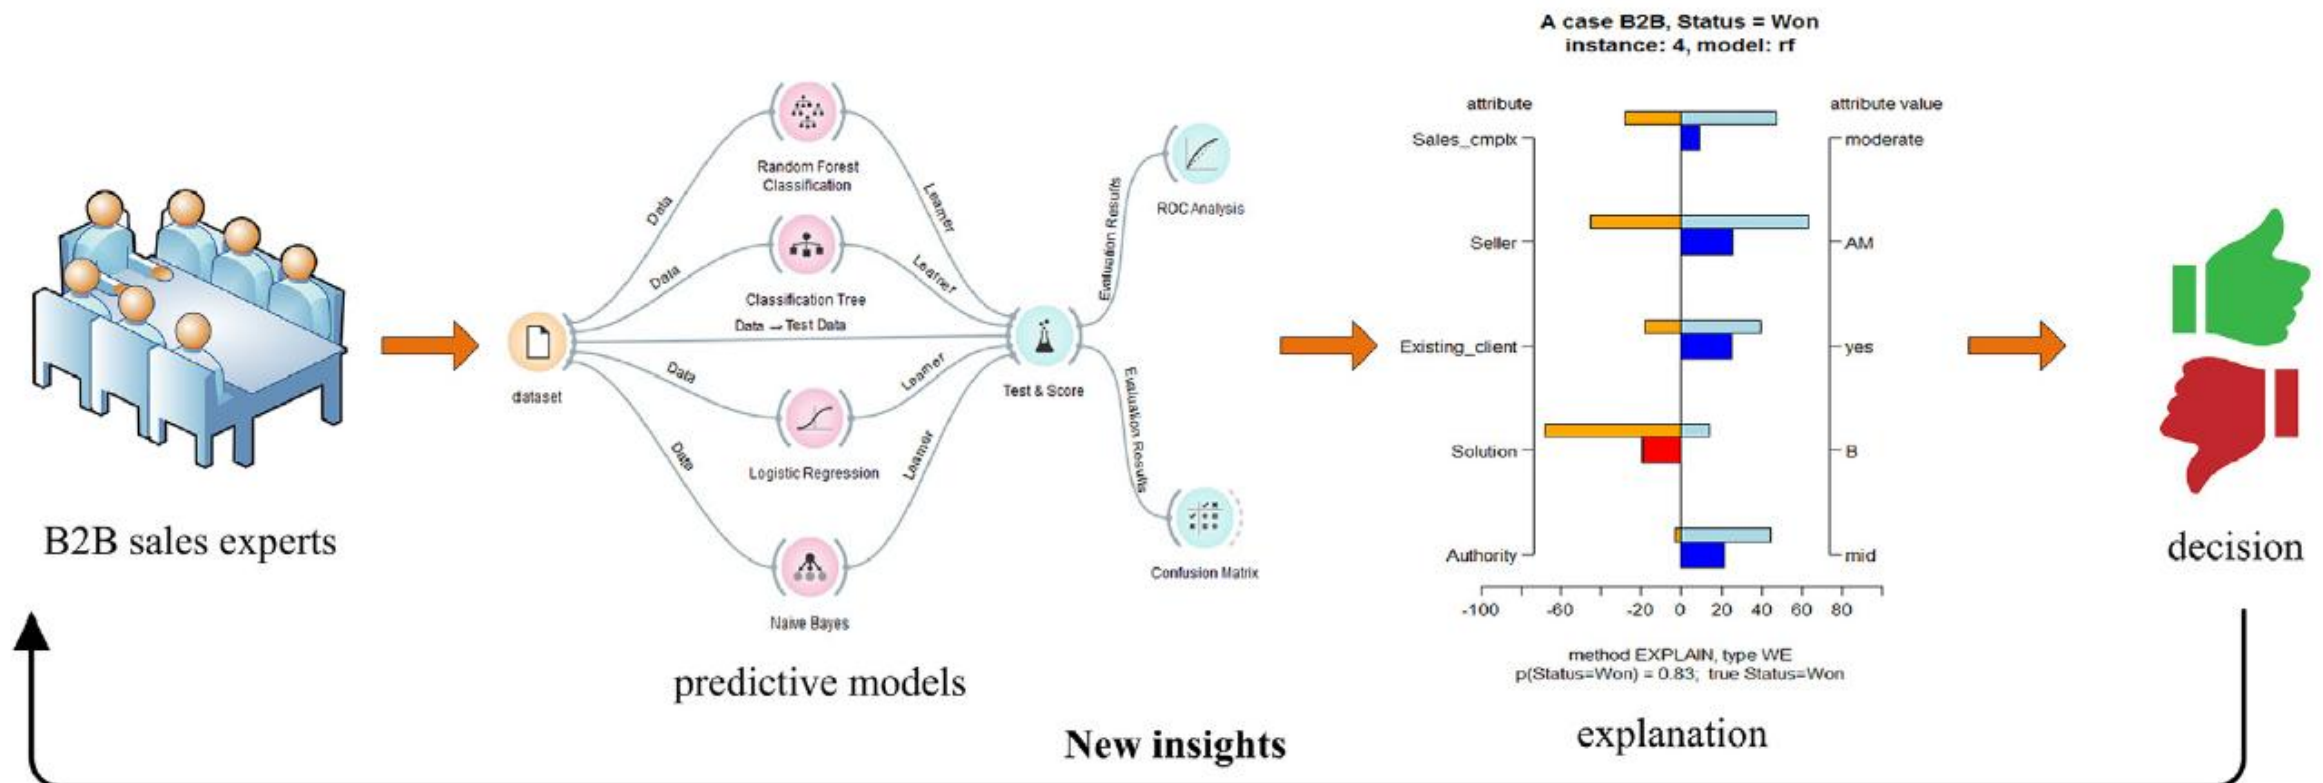 B2B sales experts
dataset
Data
Data
Data → Test Data
Data
Data
Random Forest
Classification
Classification Tree
Logistic Regression
Naive Bayes
Learner
Learner
Learner
Learner
Test & Score
Evaluation Results
Evaluation Results
ROC Analysis
Confusion Matrix
predictive models
A case B2B, Status = Won
instance: 4, model: rf
attribute
attribute value
Sales_cmplx
moderate
Seller
AM
Existing_client
yes
Solution
B
Authority
mid
-100 -60 -20 0 20 40 60 80
method EXPLAIN, type WE
p(Status=Won) = 0.83; true Status=Won
explanation
decision
New insights